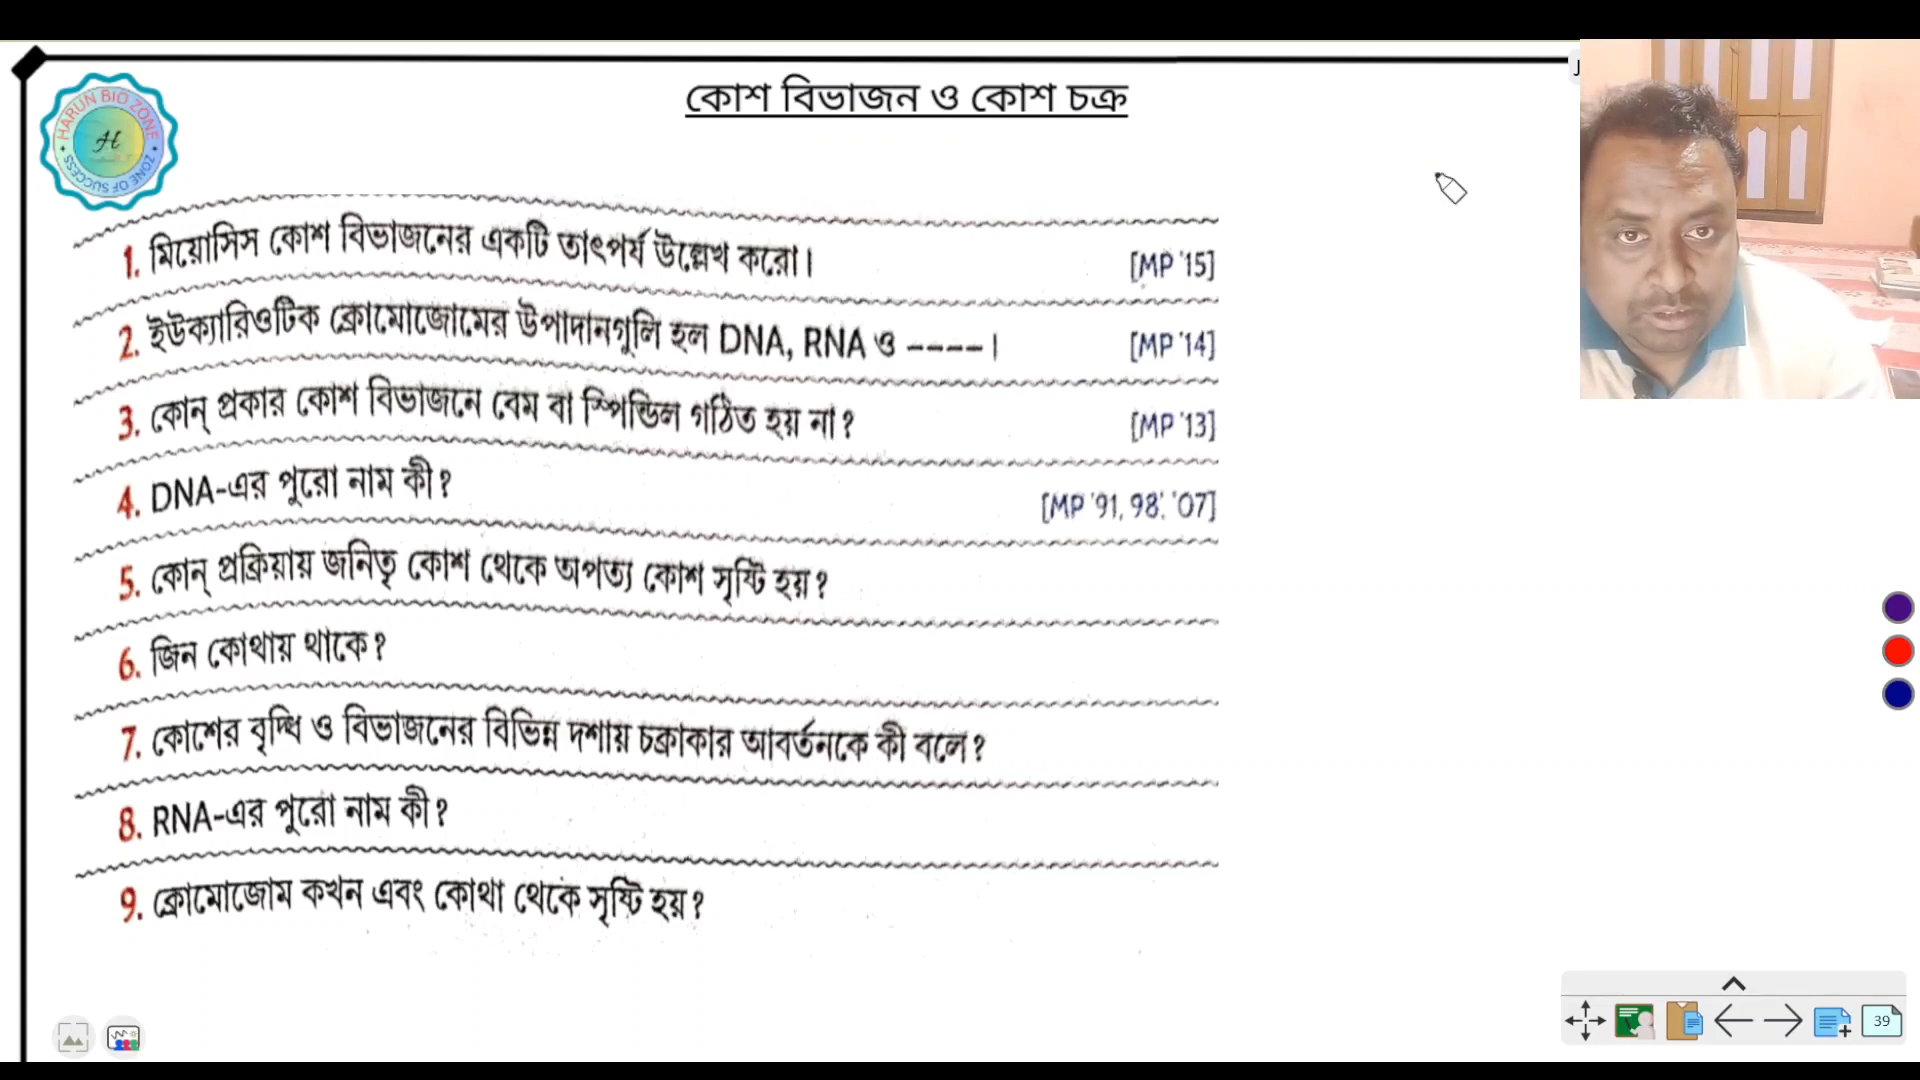 কোশ বিভাজন ও কোশ চক্র
HARUN BIO ZONE
H
ZONE OF SUCCESS
J
1. মিয়োসিস কোশ বিভাজনের একটি তাৎপর্য উল্লেখ করো। [MP '15]
2. ইউক্যারিওটিক ক্রোমোজোমের উপাদানগুলি হল DNA, RNA ও -----। [MP '14]
3. কোন্ প্রকার কোশ বিভাজনে বেম বা স্পিন্ডিল গঠিত হয় না? [MP '13]
4. DNA-এর পুরো নাম কী? [MP '91, 98', '07]
5. কোন্ প্রক্রিয়ায় জনিতৃ কোশ থেকে অপত্য কোশ সৃষ্টি হয়?
6. জিন কোথায় থাকে?
7. কোশের বৃদ্ধি ও বিভাজনের বিভিন্ন দশায় চক্রাকার আবর্তনকে কী বলে?
8. RNA-এর পুরো নাম কী?
9. ক্রোমোজোম কখন এবং কোথা থেকে সৃষ্টি হয়?
39